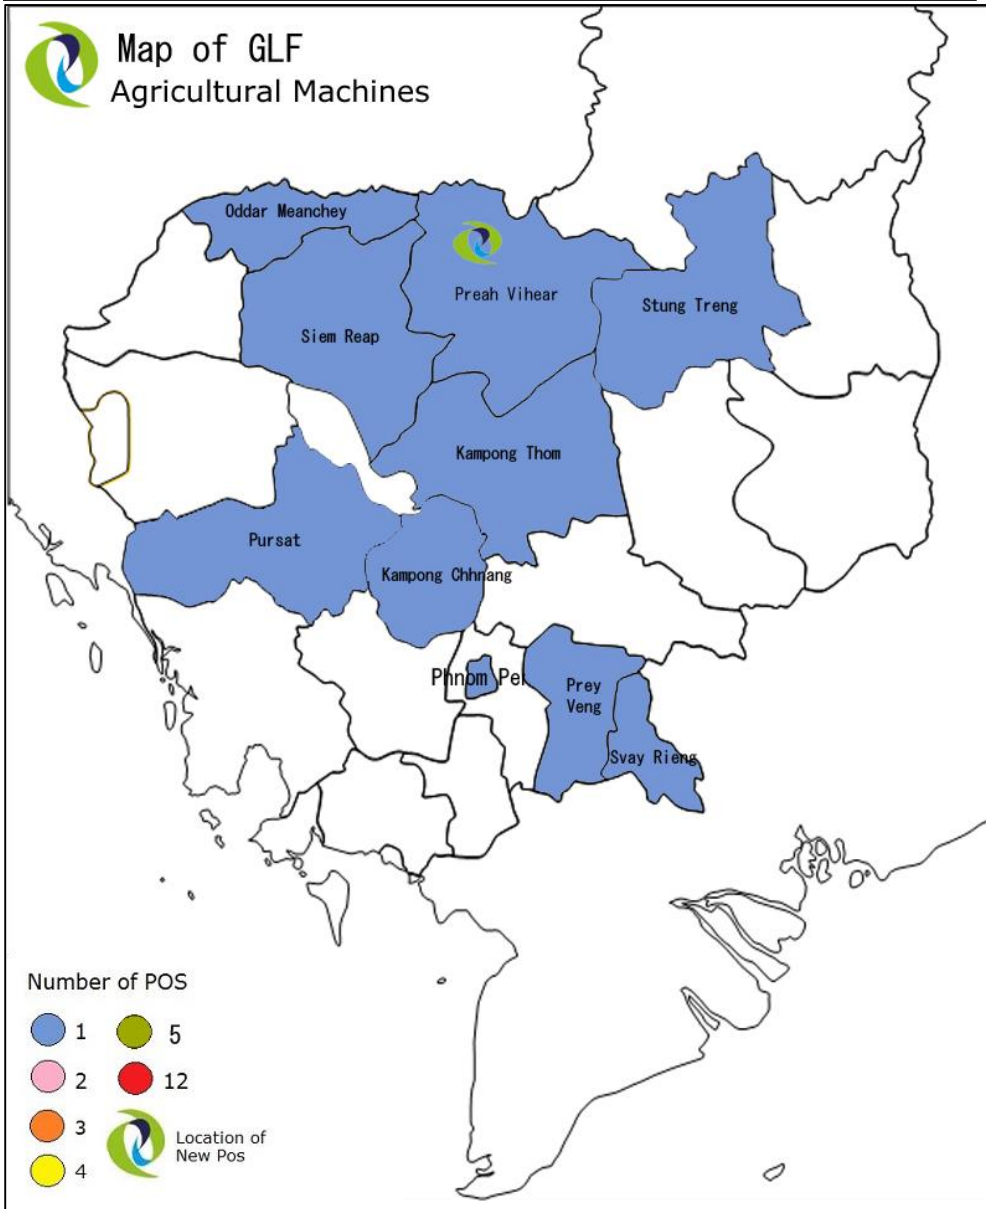 Map of GLF
Agricultural Machines
Oddar Meanchey
Preah Vihear
Stung Treng
Siem Reap
Kampong Thom
Pursat
Kampong Chhnang
Phnom Pe
Prey
Veng
Svay Rieng
Number of POS
1
5
2
12
3
4
Location of
New Pos